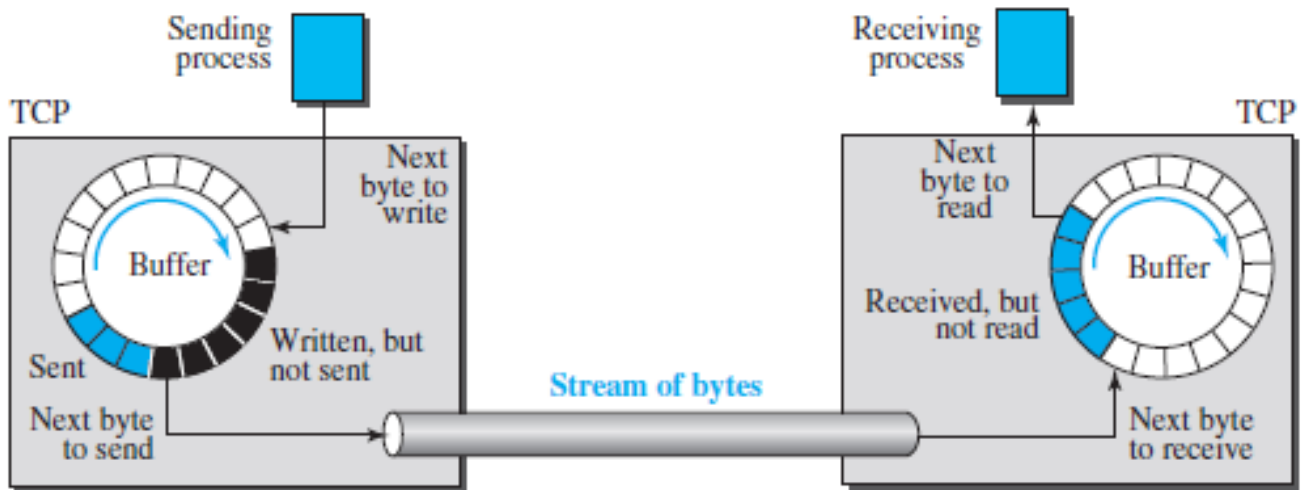 Sending
process
Receiving
process
TCP
TCP
Next
byte to
write
Next
byte to
read
Buffer
Buffer
Received, but
not read
Written, but
not sent
Sent
Stream of bytes
Next byte
to send
Next byte
to receive